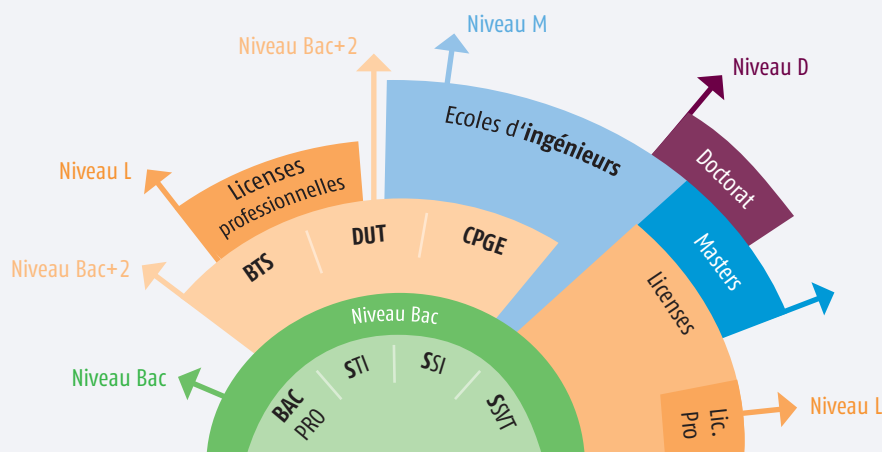 Niveau M
Niveau Bac+2
Niveau D
Ecoles d'ingénieurs
Doctorat
Niveau L
Licenses
professionnelles
DUT
CPGE
BTS
Masters
Niveau Bac+2
Licenses
Niveau Bac
Niveau Bac
STI
SSI
BAC
PRO
SSVT
Lic.
Pro
Niveau L